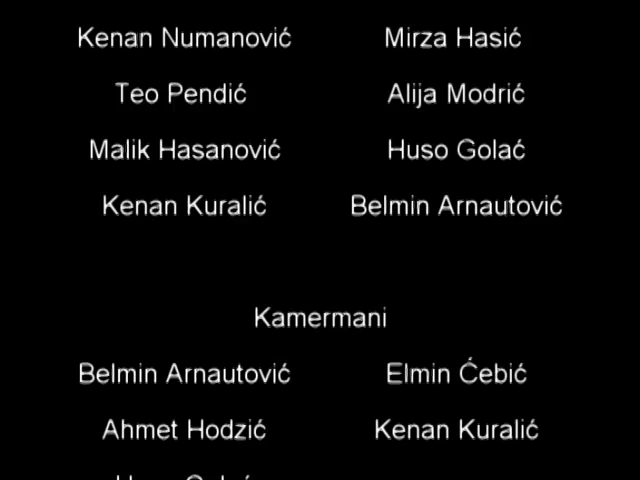 Kenan Numanović Mirza Hasić
Teo Pendić Alija Modrić
Malik Hasanović Huso Golać
Kenan Kuralić Belmin Arnautović
Kamermani
Belmin Arnautović Elmin Ćebić
Ahmet Hodzić Kenan Kuralić